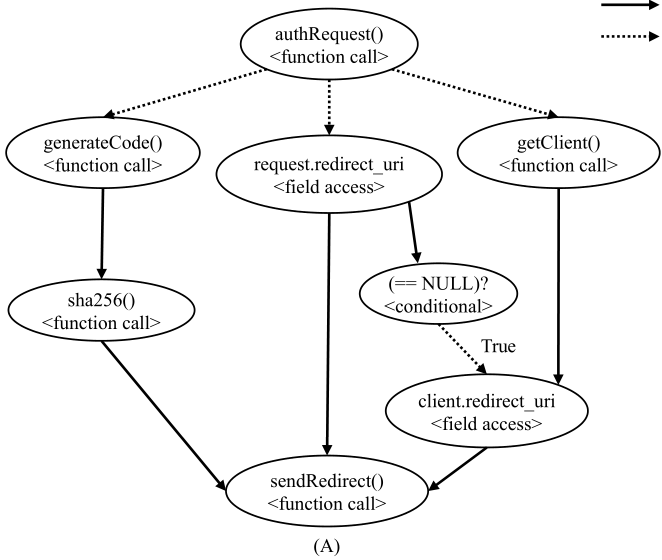 authRequest()
<function call>
generateCode()
<function call>
request.redirect_uri
<field access>
getClient()
<function call>
sha256()
<function call>
(== NULL)?
<conditional>
True
client.redirect_uri
<field access>
sendRedirect()
<function call>
(A)